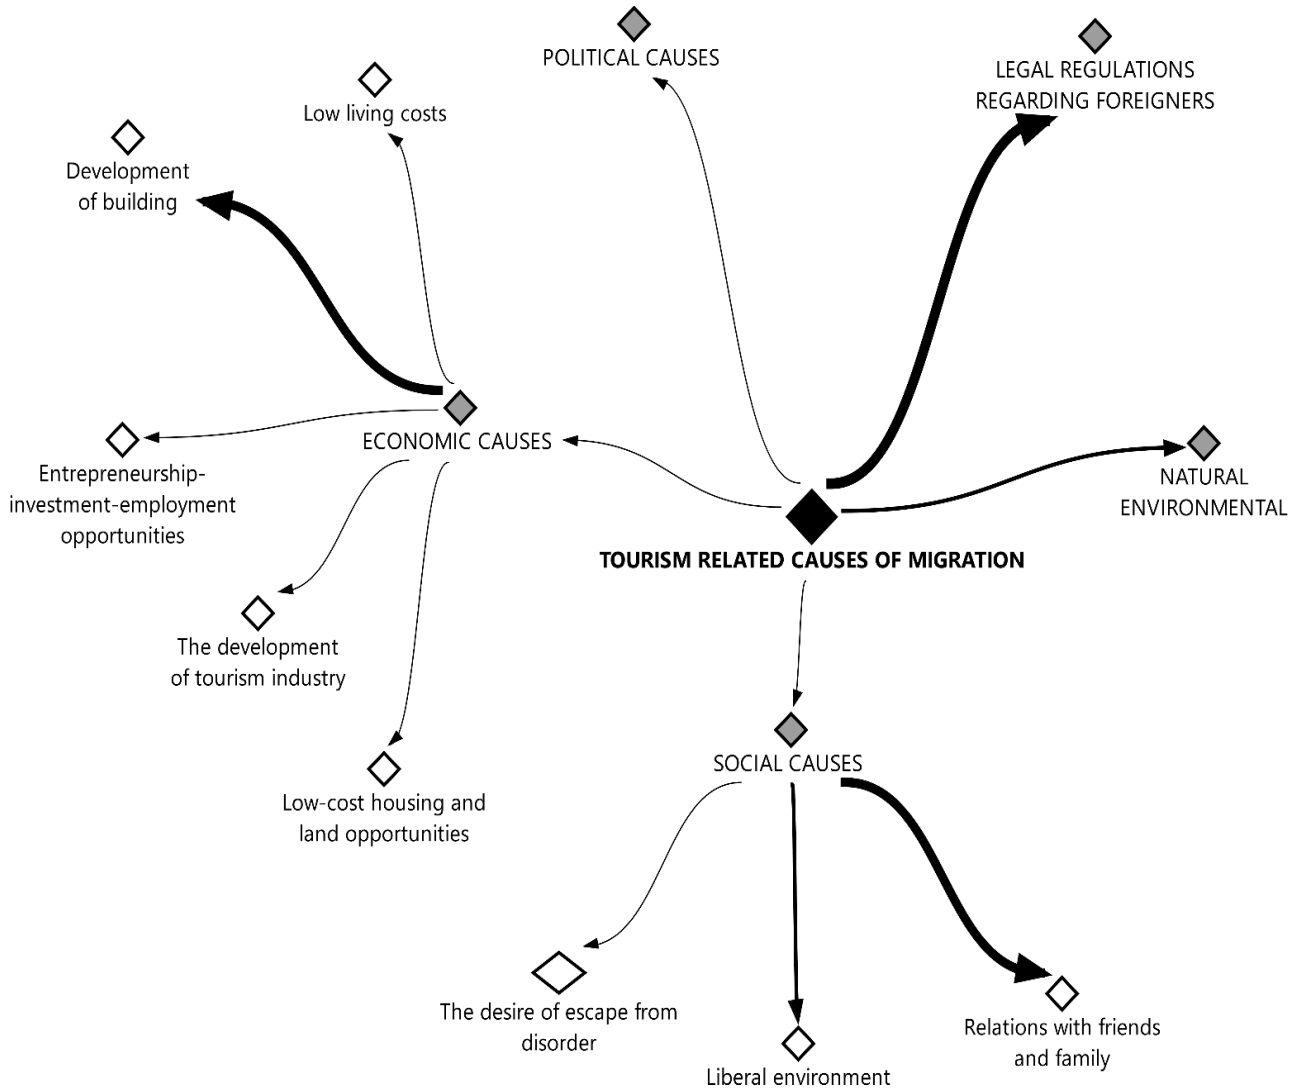 POLITICAL CAUSES
LEGAL REGULATIONS
REGARDING FOREIGNERS
Low living costs
Development
of building
ECONOMIC CAUSES
Entrepreneurship-
investment-employment
opportunities
NATURAL
ENVIRONMENTAL
TOURISM RELATED CAUSES OF MIGRATION
The development
of tourism industry
Low-cost housing and
land opportunities
SOCIAL CAUSES
The desire of escape from
disorder
Liberal environment
Relations with friends
and family